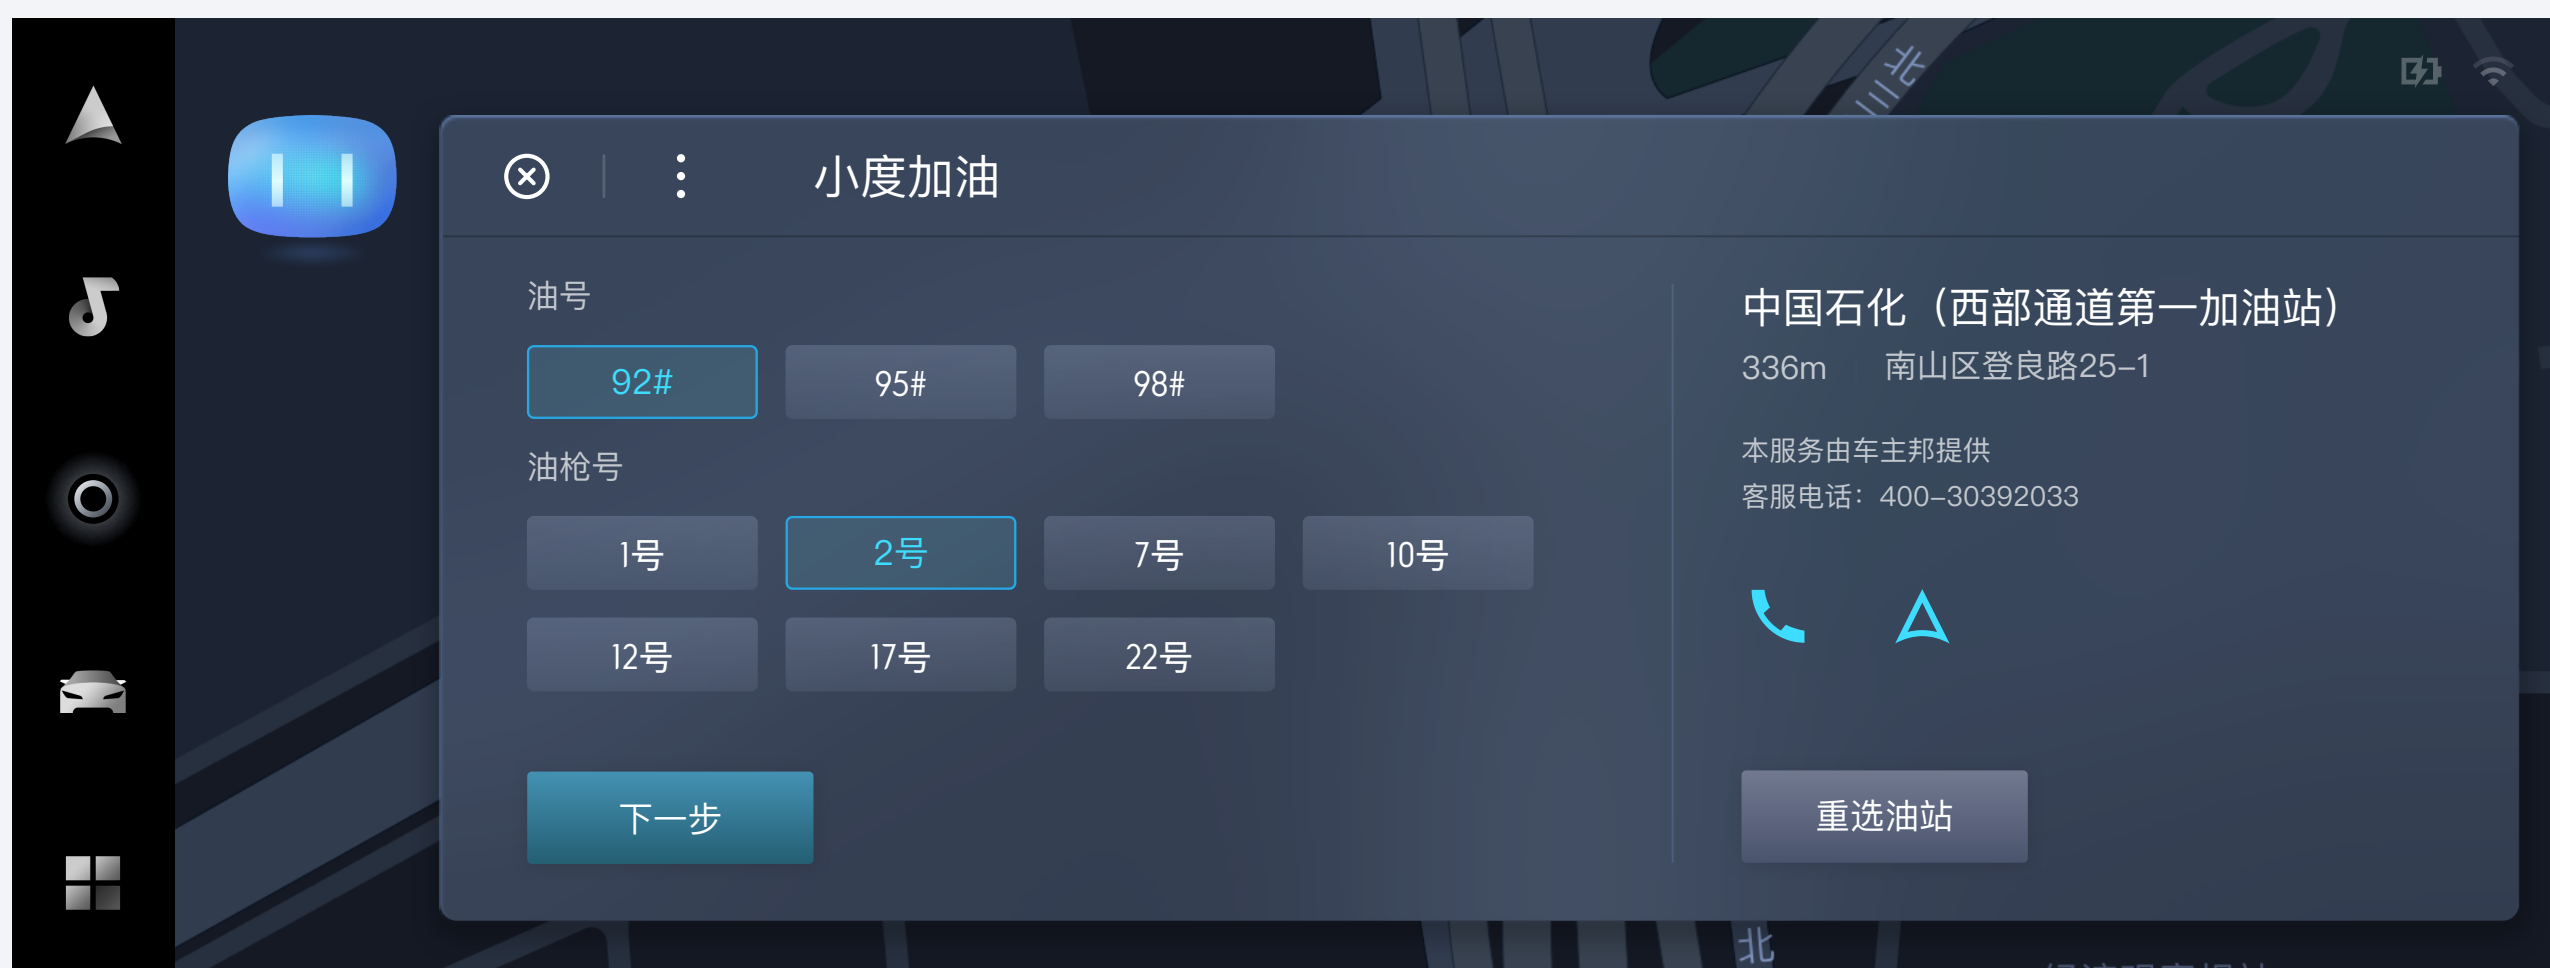 北三
小度加油
油号
92#
95#
98#
油枪号
1号
2号
7号
10号
12号
17号
22号
下一步
中国石化（西部通道第一加油站）
336m
南山区登良路25-1
本服务由车主邦提供
客服电话：400-30392033
重选油站
北